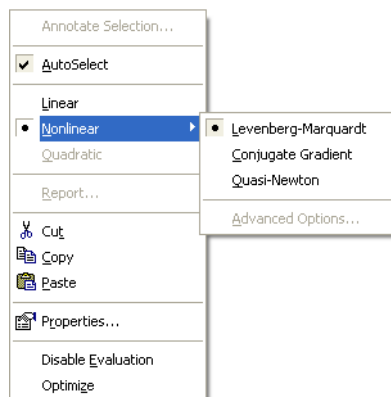 Annotate Selection...
AutoSelect
Linear
Nonlinear
Quadratic
Report...
Cut
Copy
Paste
Properties...
Disable Evaluation
Optimize
Levenberg-Marquardt
Conjugate Gradient
Quasi-Newton
Advanced Options...